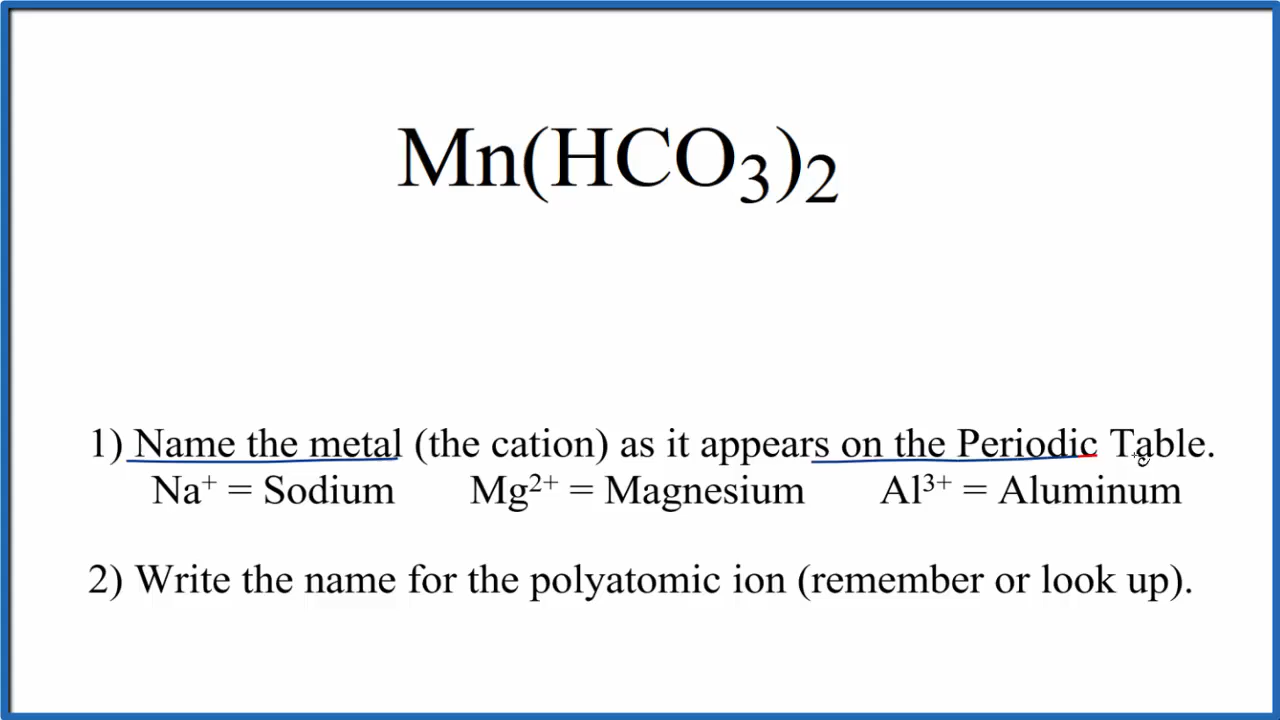 Mn(HCO₃)₂
1) Name the metal (the cation) as it appears on the Periodic Table.
Na⁺ = Sodium Mg²⁺ = Magnesium Al³⁺ = Aluminum
2) Write the name for the polyatomic ion (remember or look up).